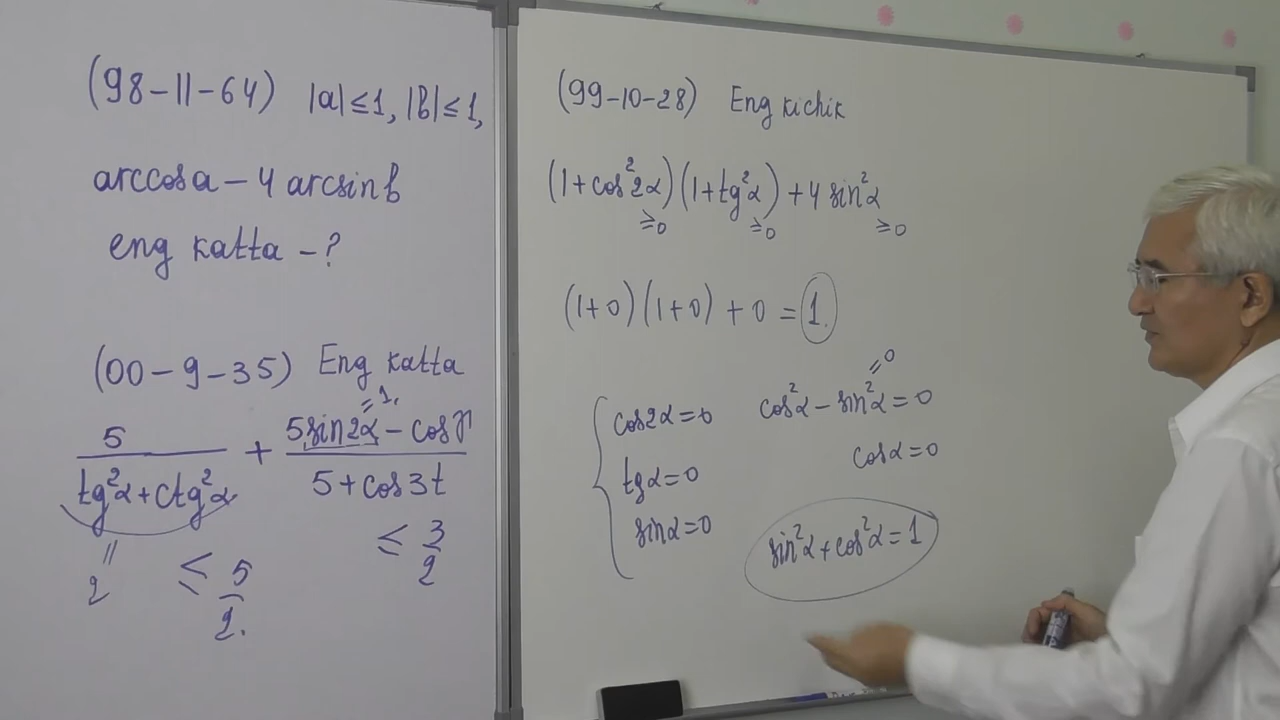 (98-11-64) |a|≤1, |b|≤1,
arccosa – 4 arcsinb
eng katta – ?
(00-9-35) Eng katta
=1,
5/(tg²α+ctg²α) + (5sin2α – cosγ)/(5+cos3t)
≤ 3/2
= 2 ≤ 5/2.
(99-10-28) Eng kichik
(1+cos²2α)(1+tg²α)+4sin²α
≥0 ≥0 ≥0
(1+0)(1+0)+0=1.
=0
cos2α=0 cos²α – sin²α=0
cosα=0
tgα=0
sinα=0
sin²α+cos²α=1